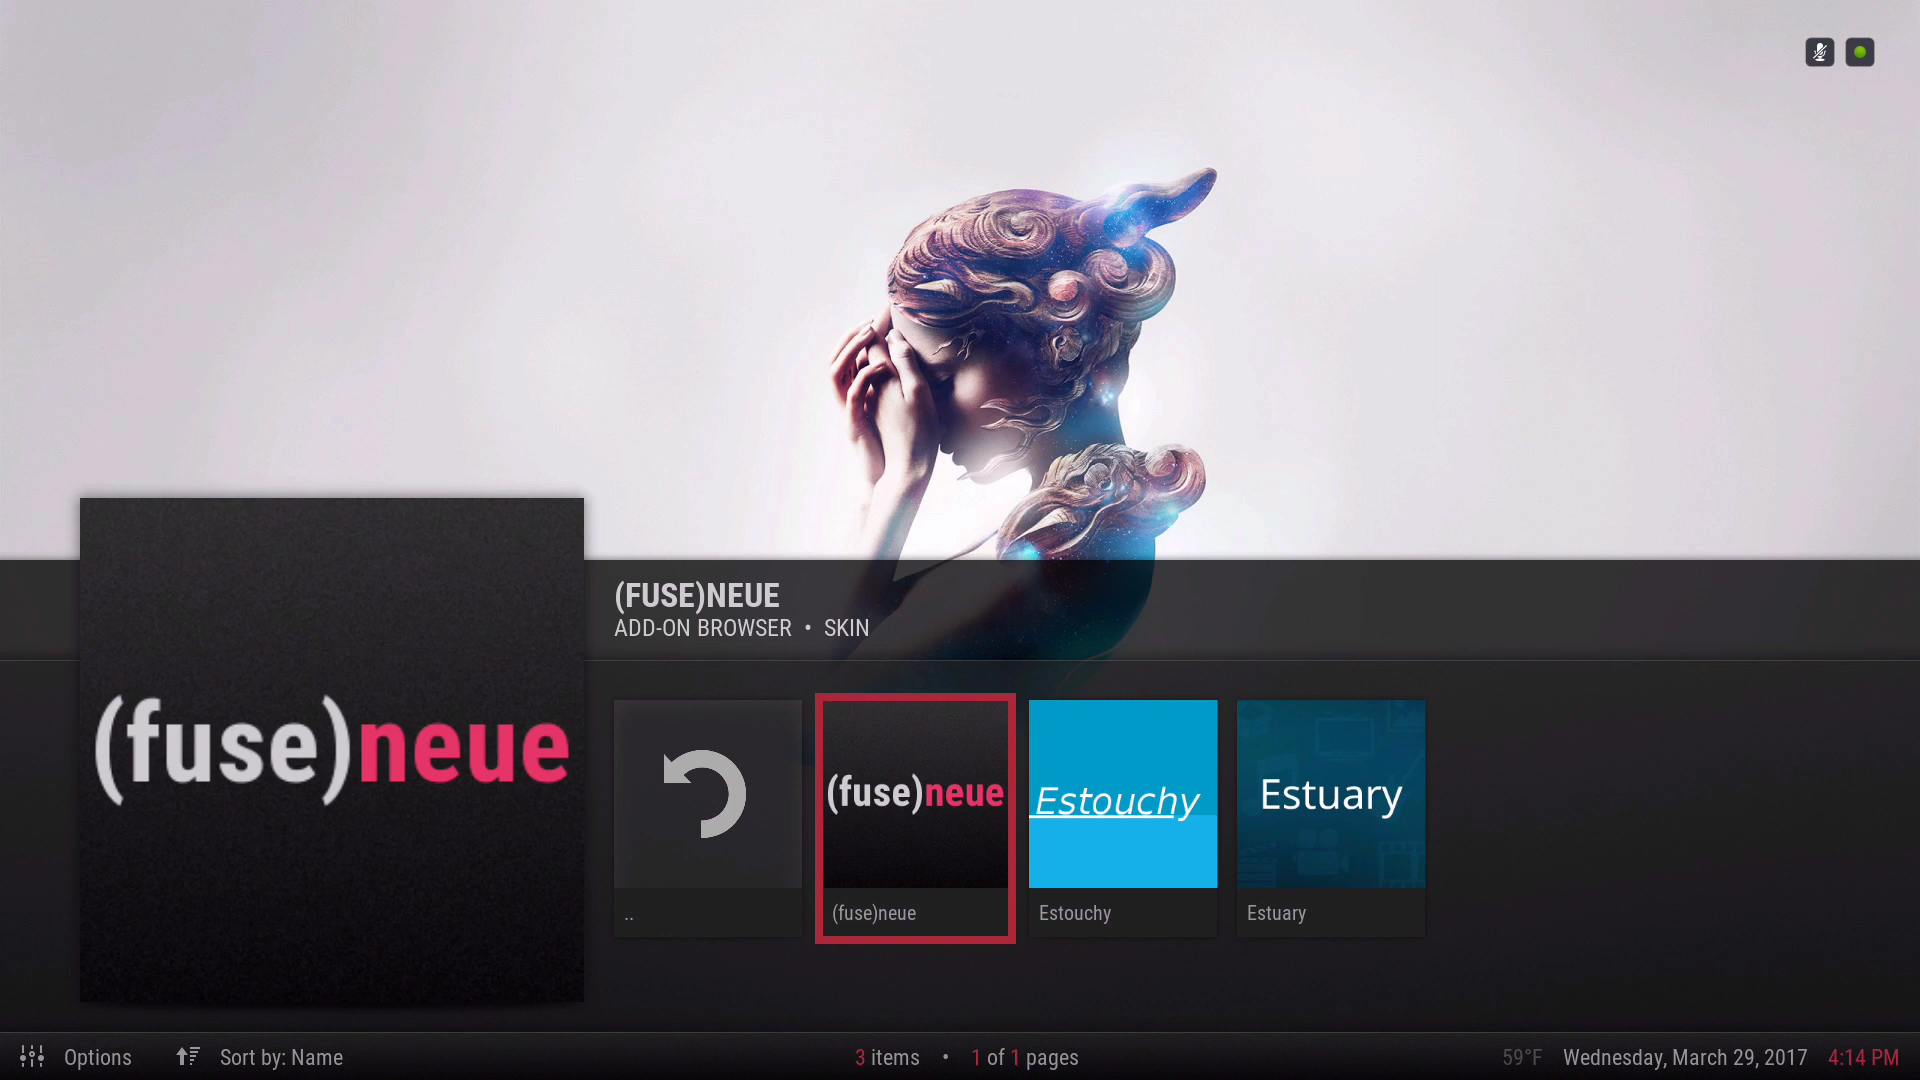 (FUSE)NEUE
ADD-ON BROWSER • SKIN
(fuse)neue
(fuse)neue
Estouchy
Estuary
..
(fuse)neue
Estouchy
Estuary
Options
Sort by: Name
3 items • 1 of 1 pages
59°F
Wednesday, March 29, 2017
4:14 PM